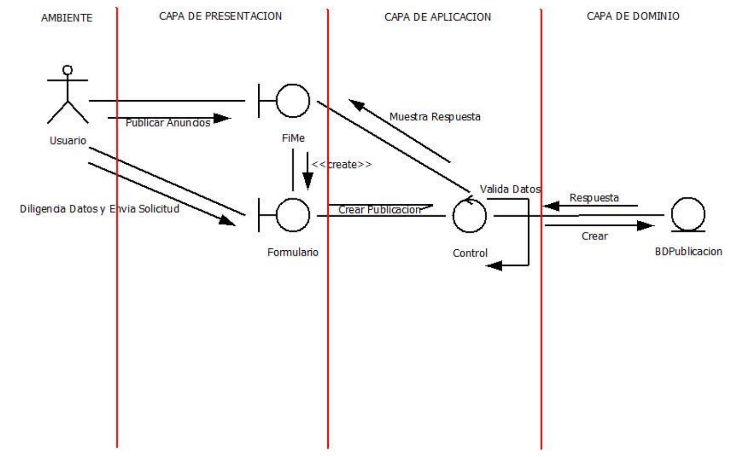 AMBIENTE
CAPA DE PRESENTACION
CAPA DE APLICACION
CAPA DE DOMINIO
Publicar Anuncios
Muestra Respuesta
Usuario
FiMe
<<create>>
Valida Datos
Respuesta
Diligencia Datos y Envia Solicitud
Crear Publicacion
Crear
Formulario
Control
BDPublicacion